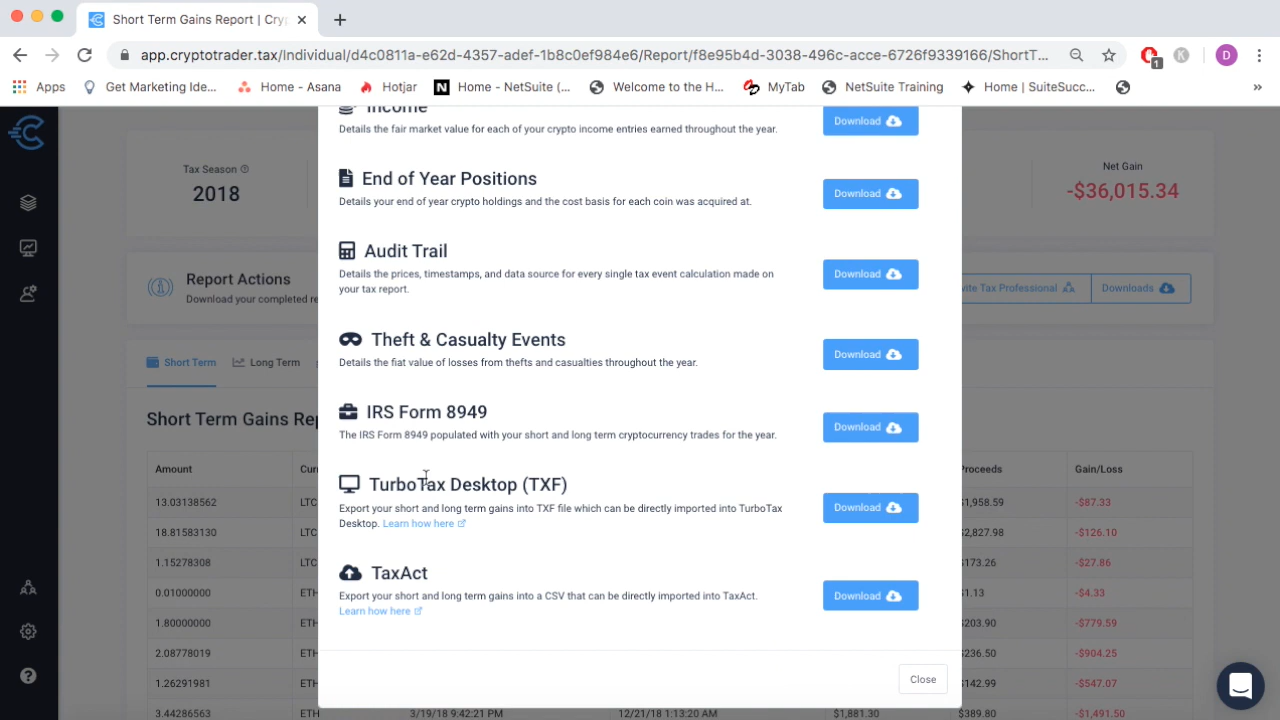 Short Term Gains Report | Cryp
app.cryptotrader.tax/Individual/d4c0811a-e62d-4357-adef-1b8c0ef984e6/Report/f8e95b4d-3038-496c-acce-6726f9339166/ShortT...
1
K
D
Apps
Get Marketing Ide...
Home - Asana
Hotjar
Home - NetSuite (...
Welcome to the H...
MyTab
NetSuite Training
Home | SuiteSucc...
»
Tax Season
2018
Net Gain
-$36,015.34
Income
Details the fair market value for each of your crypto income entries earned throughout the year.
Download
End of Year Positions
Details your end of year crypto holdings and the cost basis for each coin was acquired at.
Download
Audit Trail
Details the prices, timestamps, and data source for every single tax event calculation made on
your tax report.
Download
Report Actions
Download your completed re
vite Tax Professional
Downloads
Theft & Casualty Events
Details the fiat value of losses from thefts and casualties throughout the year.
Download
Short Term
Long Term
IRS Form 8949
The IRS Form 8949 populated with your short and long term cryptocurrency trades for the year.
Download
Short Term Gains Rep
TurboTax Desktop (TXF)
Export your short and long term gains into TXF file which can be directly imported into TurboTax
Desktop. Learn how here
Download
TaxAct
Export your short and long term gains into a CSV that can be directly imported into TaxAct.
Learn how here
Download
Close
Amount Cur Proceeds Gain/Loss
13.03138562 LTC $1,958.59 -$87.33
18.81583130 LTC $2,827.98 -$126.10
1.15278308 LTC $173.26 -$27.86
0.01000000 ETH $1.13 -$4.33
1.80000000 ETH $203.90 -$779.59
2.08778019 ETH $236.50 -$904.25
1.26291981 ETH $142.99 -$547.07
3.44286563 ETH 3/19/18 9:42:21 PM 12/21/18 1:13:20 AM $1,881.30 $389.80 -$1,491.50